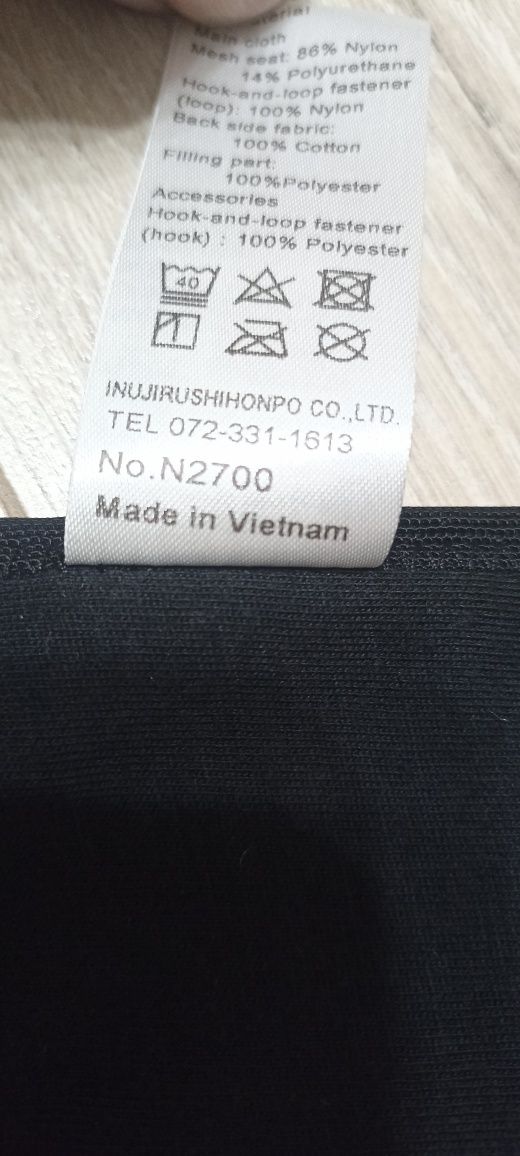 Main cloth
Mesh seat: 86% Nylon
14% Polyurethane
Hook-and-loop fastener
(loop): 100% Nylon
Back side fabric:
100% Cotton
Filling part:
100%Polyester
Accessories
Hook-and-loop fastener
(hook) : 100% Polyester
40
INUJIRUSHIHONPO CO.,LTD.
TEL 072-331-1613
No.N2700
Made in Vietnam